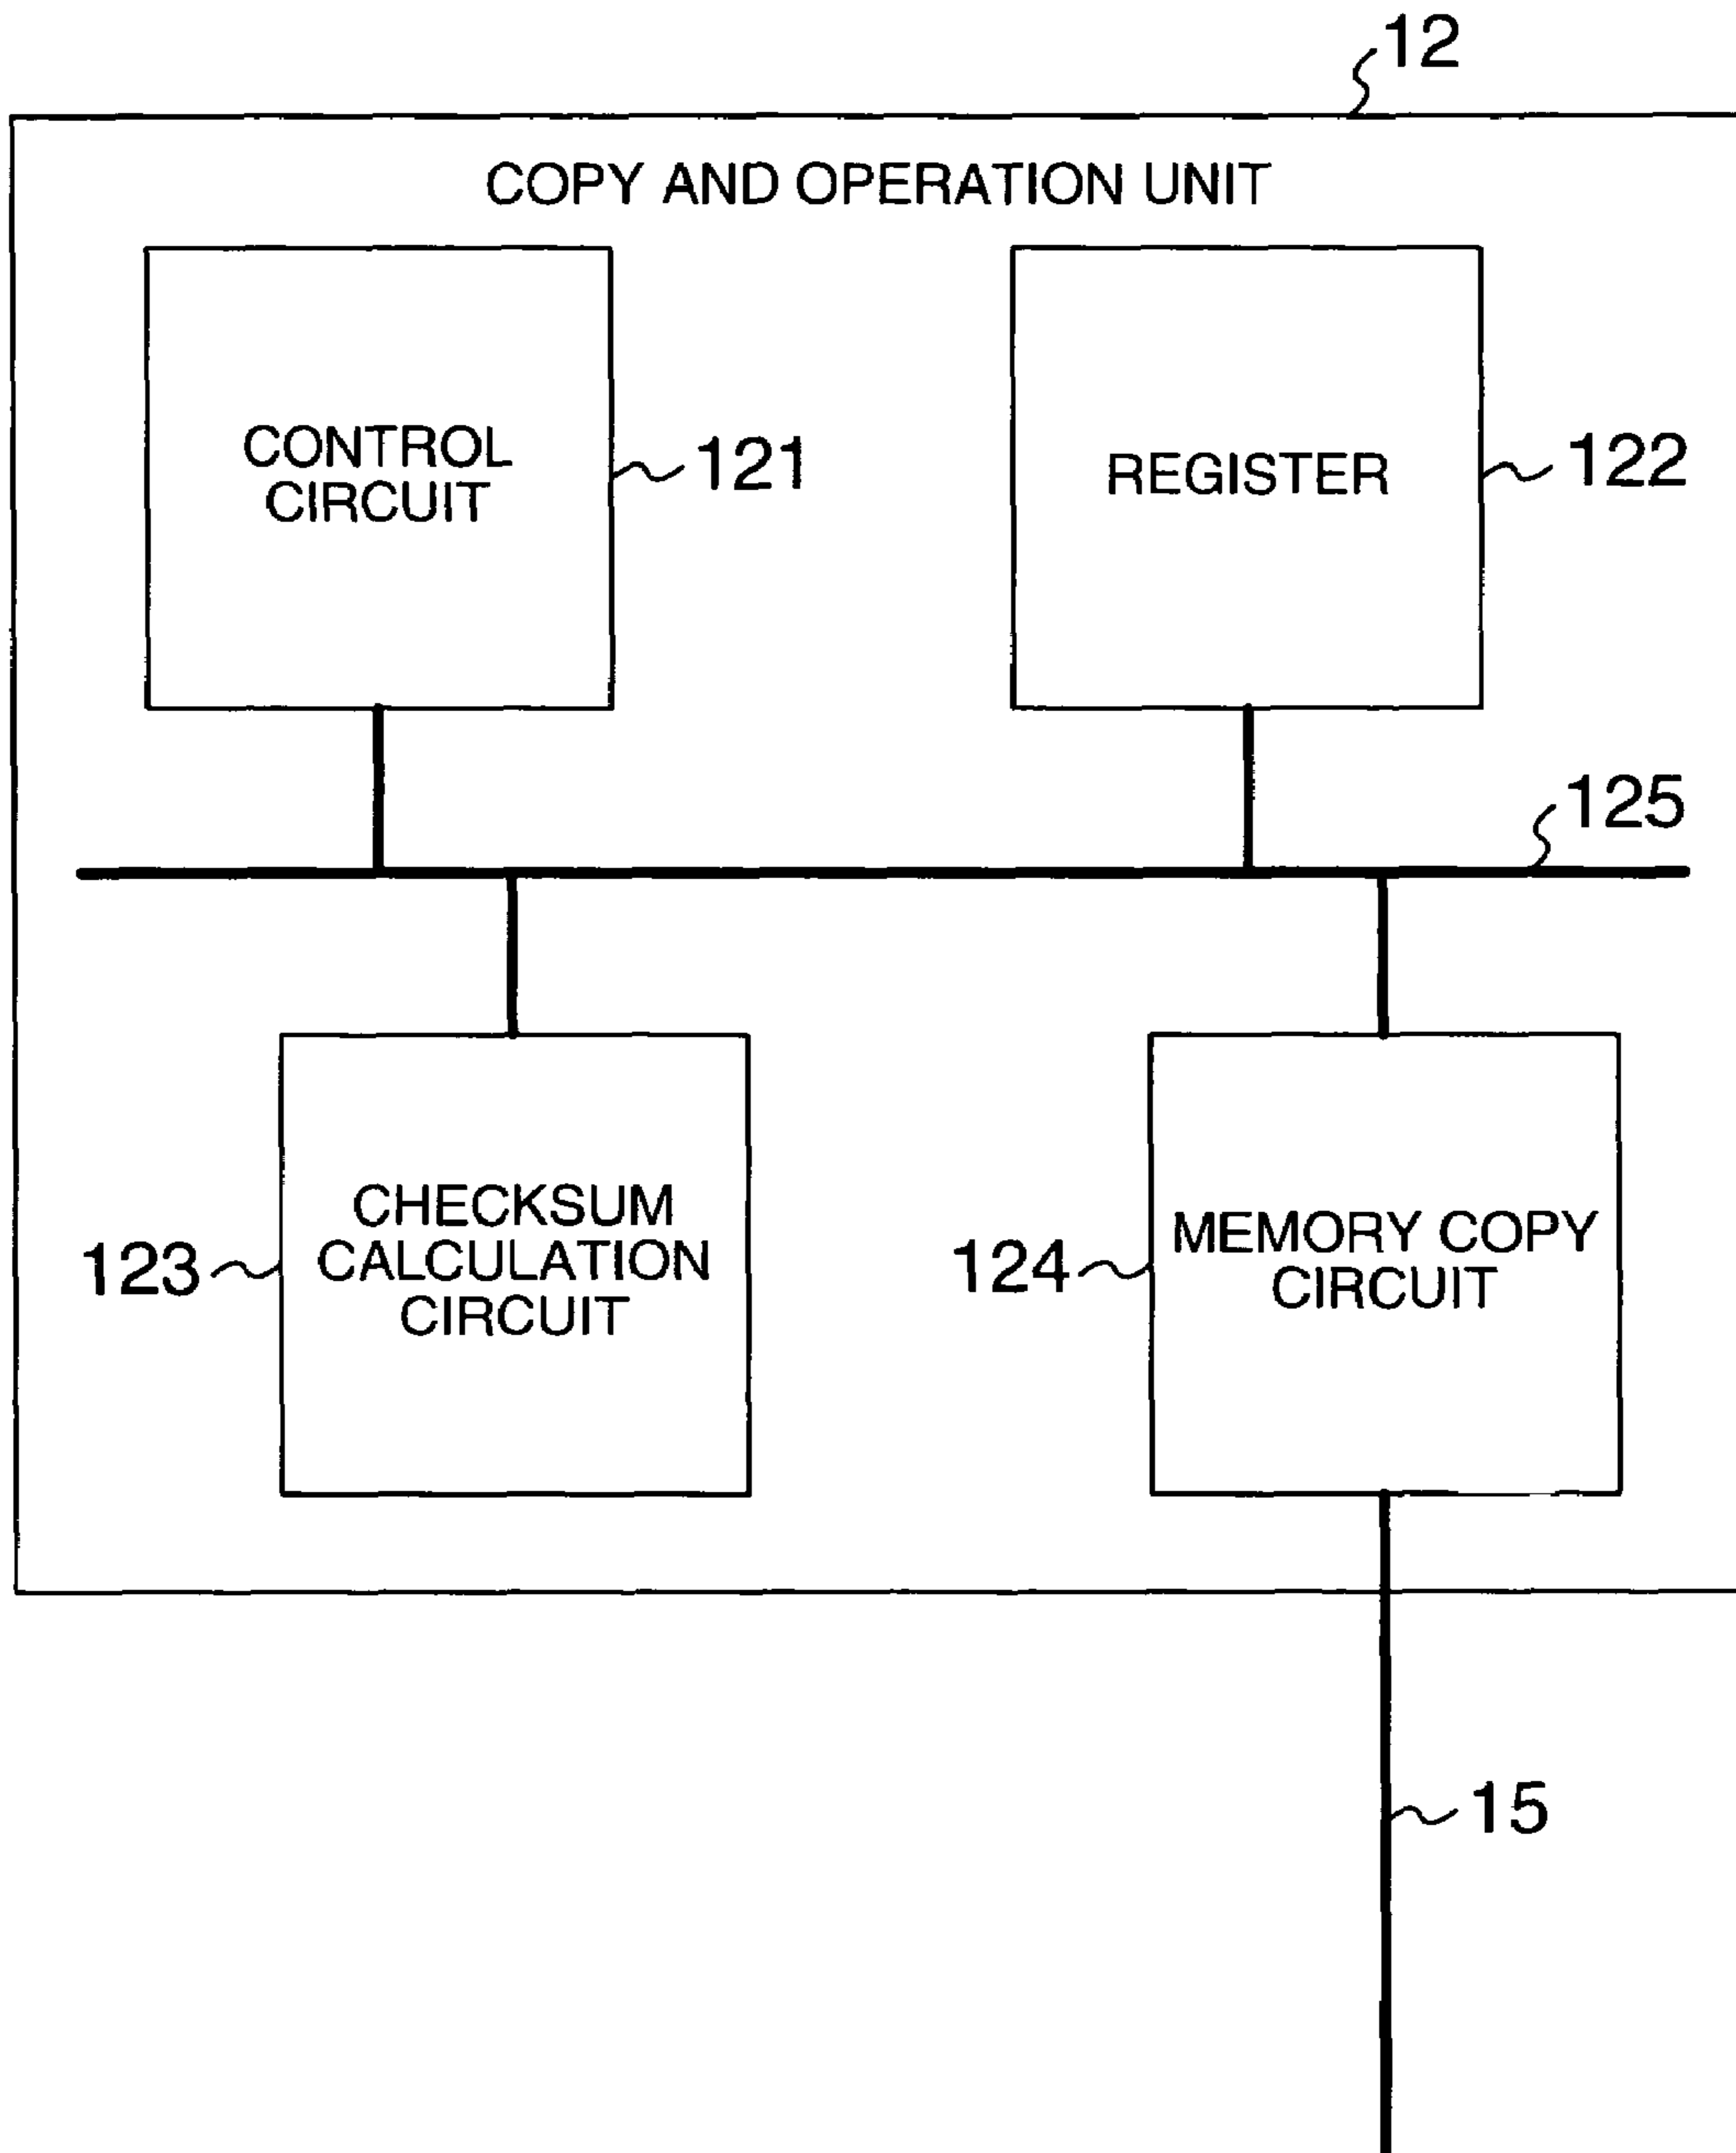 12
COPY AND OPERATION UNIT
CONTROL
CIRCUIT
121
REGISTER
122
125
123
CHECKSUM
CALCULATION
CIRCUIT
124
MEMORY COPY
CIRCUIT
15